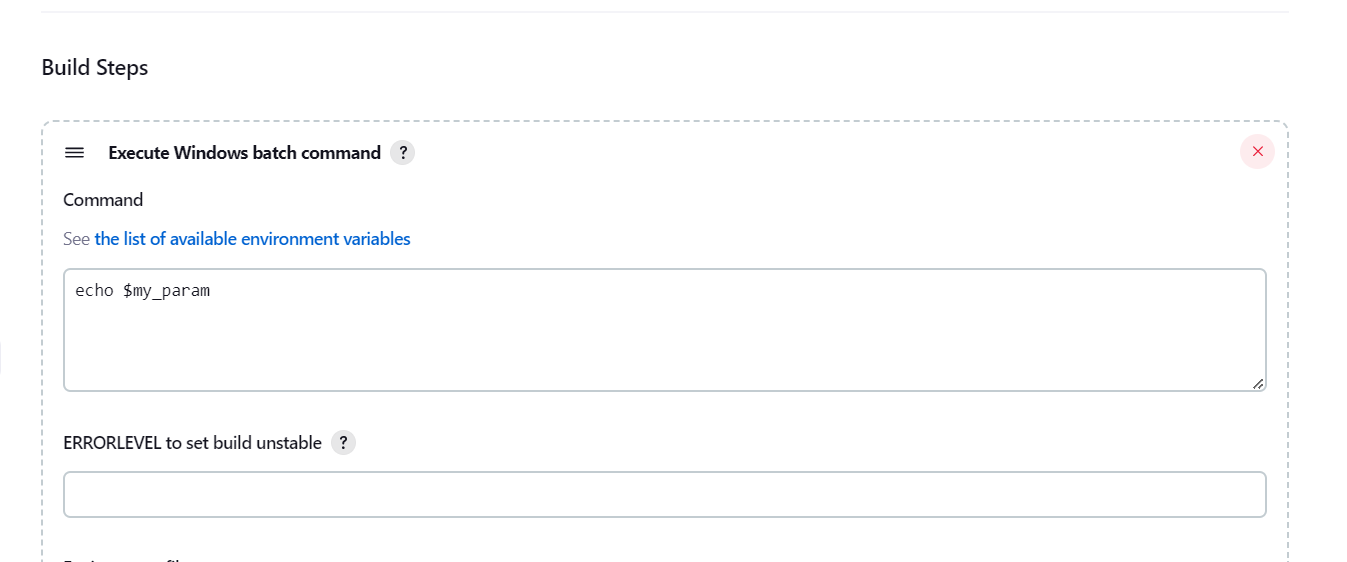 Build Steps
Execute Windows batch command ?
Command
See the list of available environment variables
echo $my_param
ERRORLEVEL to set build unstable ?